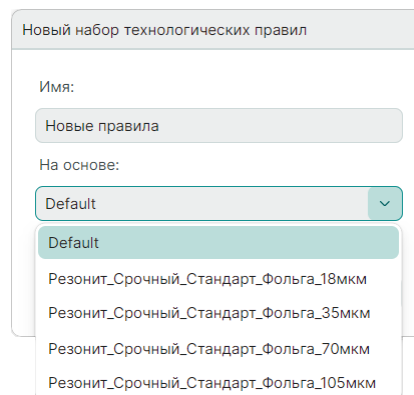 Новый набор технологических правил
Имя:
Новые правила
На основе:
Default
Default
Резонит_Срочный_Стандарт_Фольга_18мкм
Резонит_Срочный_Стандарт_Фольга_35мкм
Резонит_Срочный_Стандарт_Фольга_70мкм
Резонит_Срочный_Стандарт_Фольга_105мкм